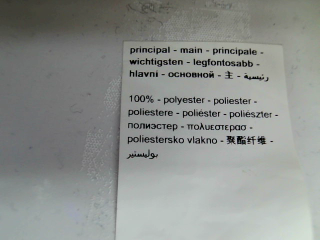 principal - main - principale -
wichtigsten - legfontosabb -
hlavni - основной - 主 - رئيسية
100% - polyester - poliester -
poliestere - poliéster - poliészter -
полиэстер - πολυεστερασ -
poliestersko vlakno - 聚酯纤维 -
بوليستير